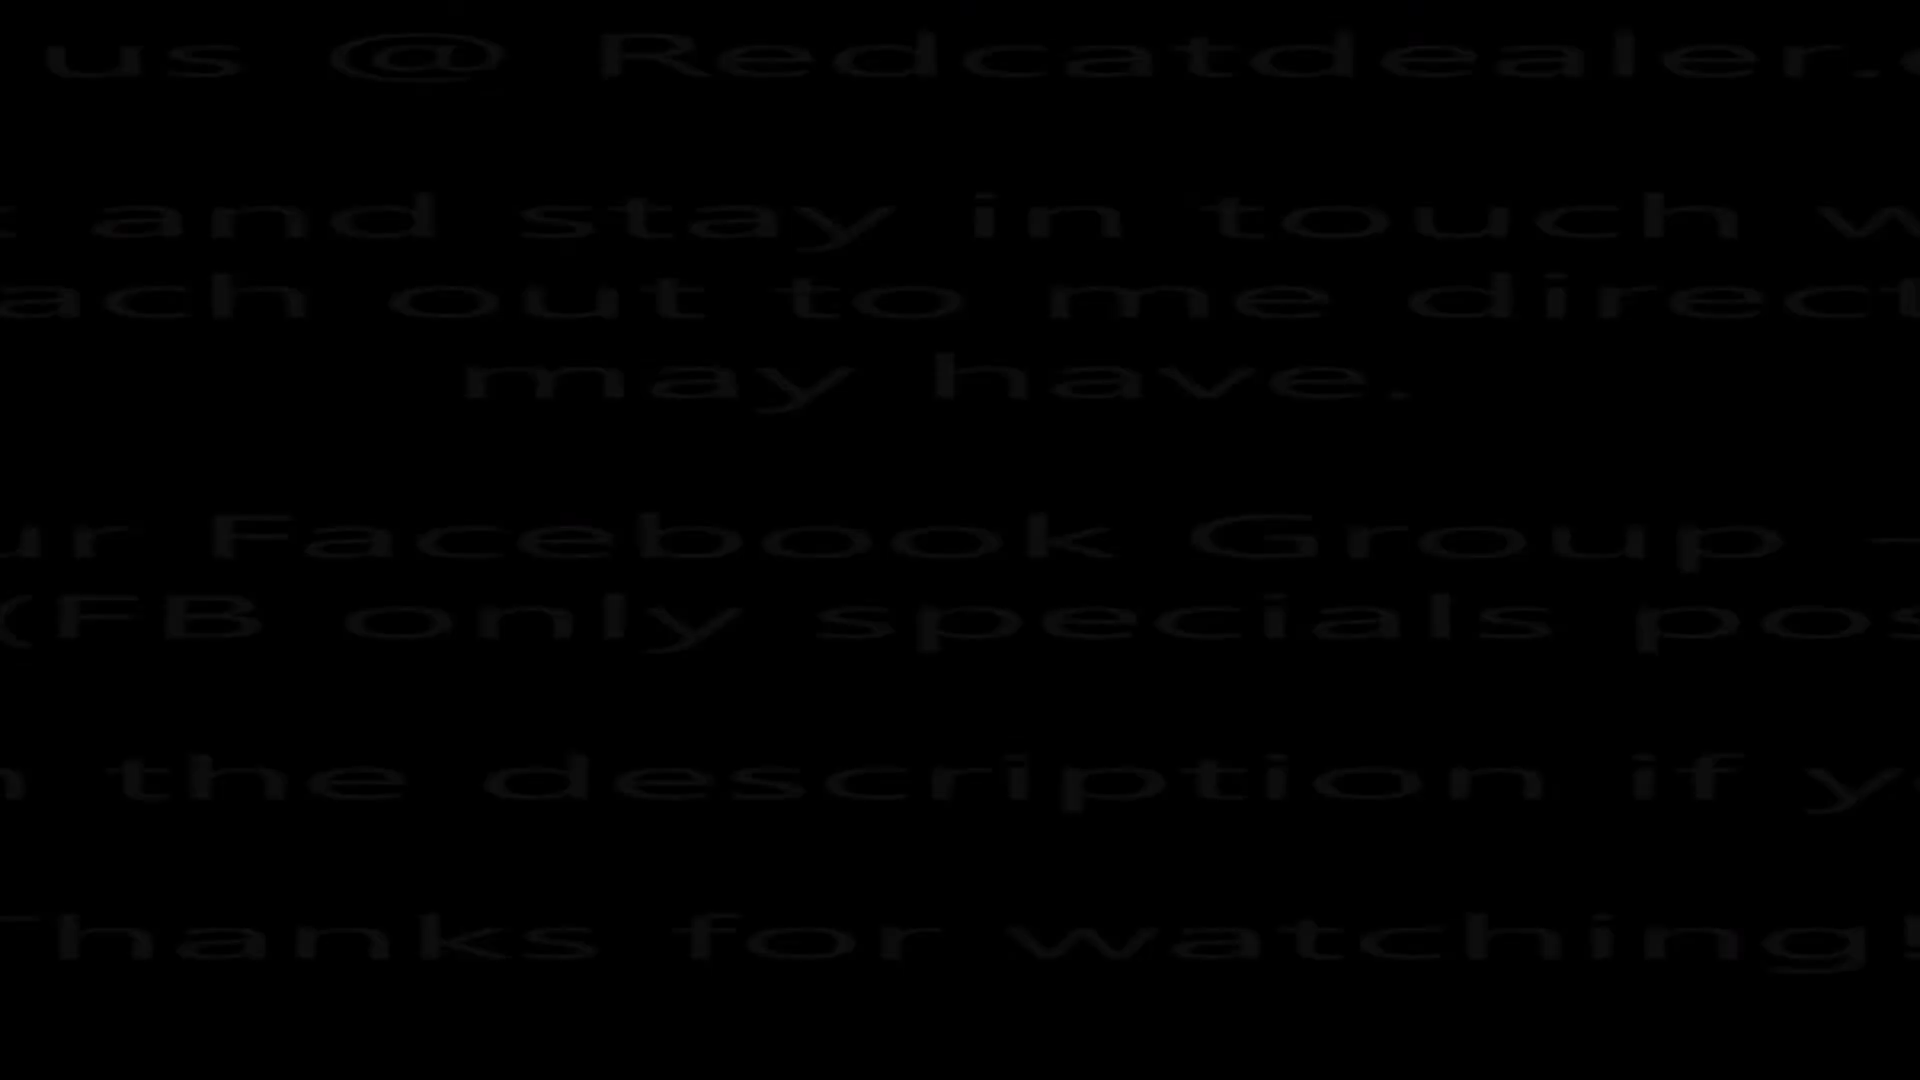 us @ Redcatdealer.
and stay in touch
ach out to me direct
may have.
ur Facebook Group -
(FB only specials pos
the description if y
Thanks for watching!